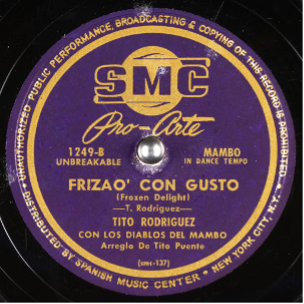 UNAUTHORIZED PUBLIC PERFORMANCE, BROADCASTING & COPYING OF THIS RECORD IS PROHIBITED
SMC
Pro-Arte
1249-B
UNBREAKABLE
MAMBO
IN DANCE TEMPO
FRIZAO' CON GUSTO
(Frozen Delight)
—T. Rodriguez—
TITO RODRIGUEZ
CON LOS DIABLOS DEL MAMBO
Arreglo De Tito Puente
(smc-137)
DISTRIBUTED BY SPANISH MUSIC CENTER • NEW YORK CITY, N.Y.